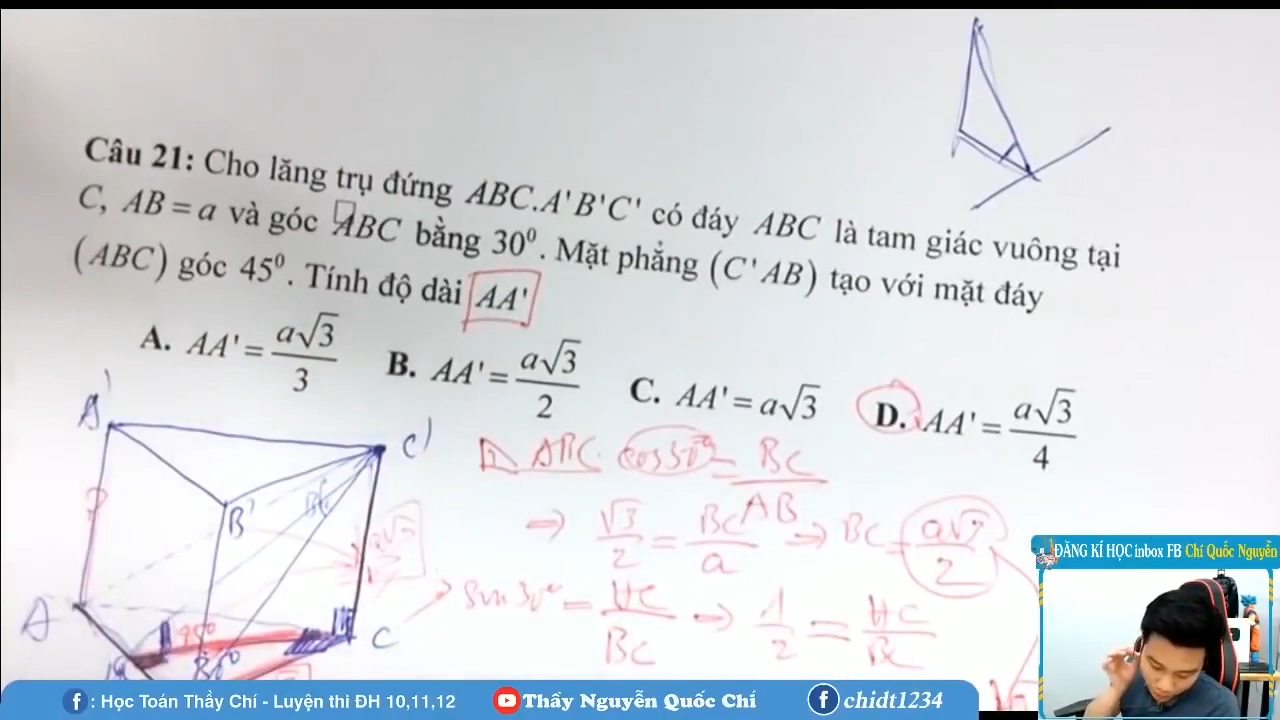 Câu 21: Cho lăng trụ đứng ABC.A'B'C' có đáy ABC là tam giác vuông tại
C, AB = a và góc ABC bằng 30⁰. Mặt phẳng (C'AB) tạo với mặt đáy
(ABC) góc 45⁰. Tính độ dài AA'
A. AA' = a√3/3 B. AA' = a√3/2 C. AA' = a√3 D. AA' = a√3/4
A' C'
B'
A C
ABC cos30⁰ = BC/AB
⇒ √3/2 = BC/a → BC = a√3/2
sin30⁰ = HC/BC → 1/2 = HC/BC
90⁰
ĐĂNG KÍ HỌC inbox FB Chí Quốc Nguyễn
: Học Toán Thầy Chí - Luyện thi ĐH 10,11,12
Thầy Nguyễn Quốc Chí
chidt1234